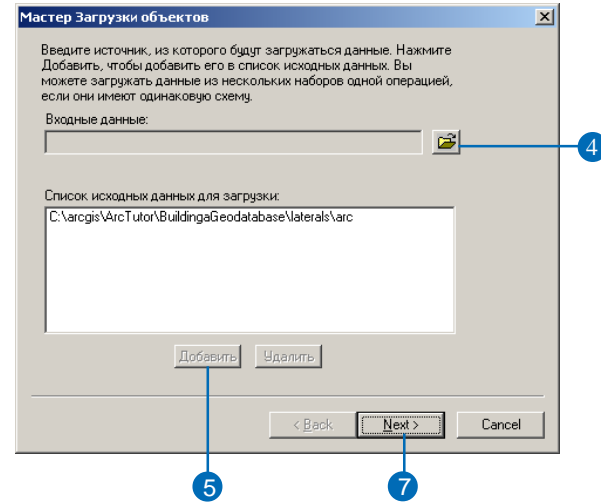 Мастер Загрузки объектов
Введите источник, из которого будут загружаться данные. Нажмите
Добавить, чтобы добавить его в список исходных данных. Вы
можете загружать данные из нескольких наборов одной операцией,
если они имеют одинаковую схему.
Входные данные:
4
Список исходных данных для загрузки:
C:\arcgis\ArcTutor\BuildingaGeodatabase\laterals\arc
Добавить Удалить
< Back Next > Cancel
5 7